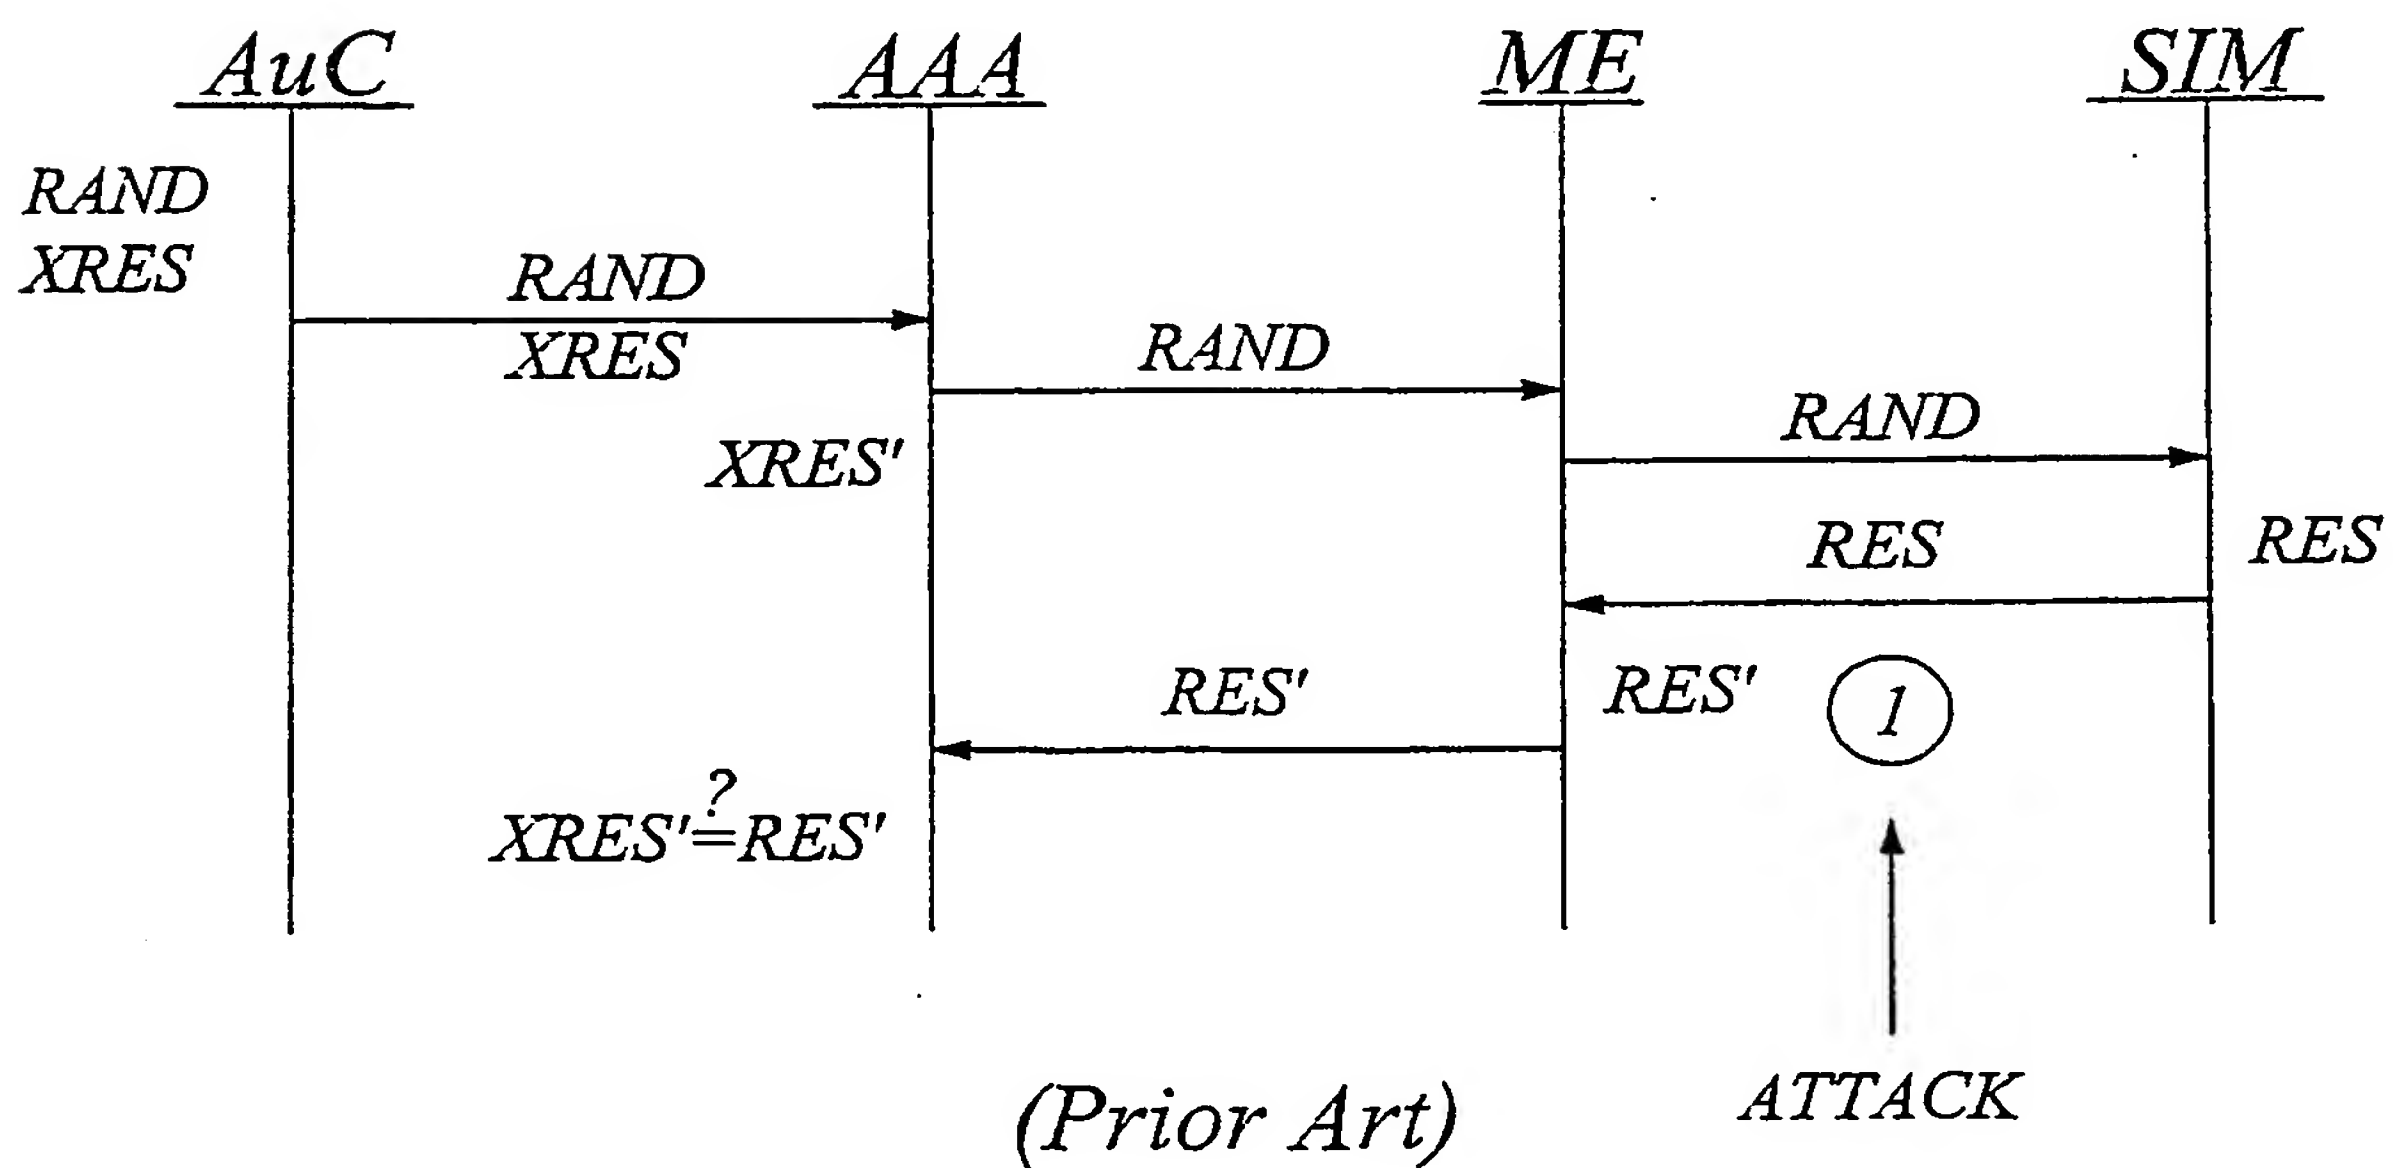 AuC
AAA
ME
SIM
RAND
XRES
RAND
XRES
RAND
XRES'
RAND
RES
RES
RES'
RES'
1
XRES'=RES'
?
ATTACK
(Prior Art)